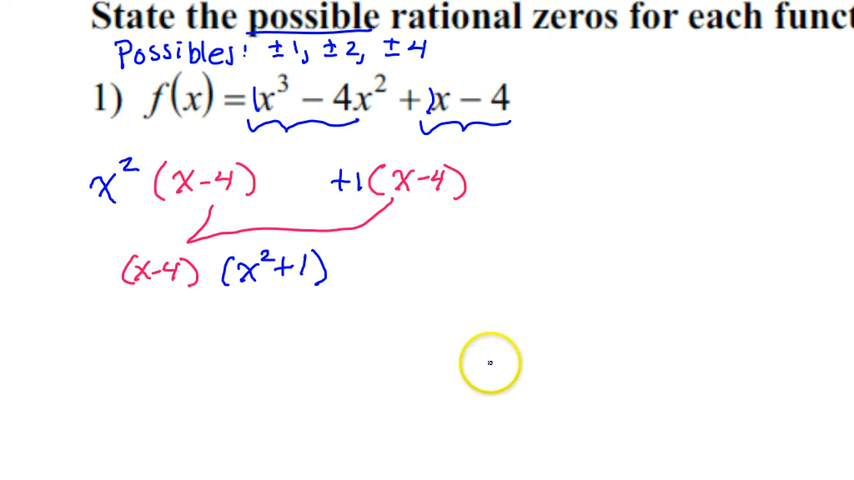 State the possible rational zeros for each funct
Possibles: ±1, ±2, ±4
1) f(x) = 1x³ − 4x² + 1x − 4
x² (x-4) +1(x-4)
(x-4) (x²+1)